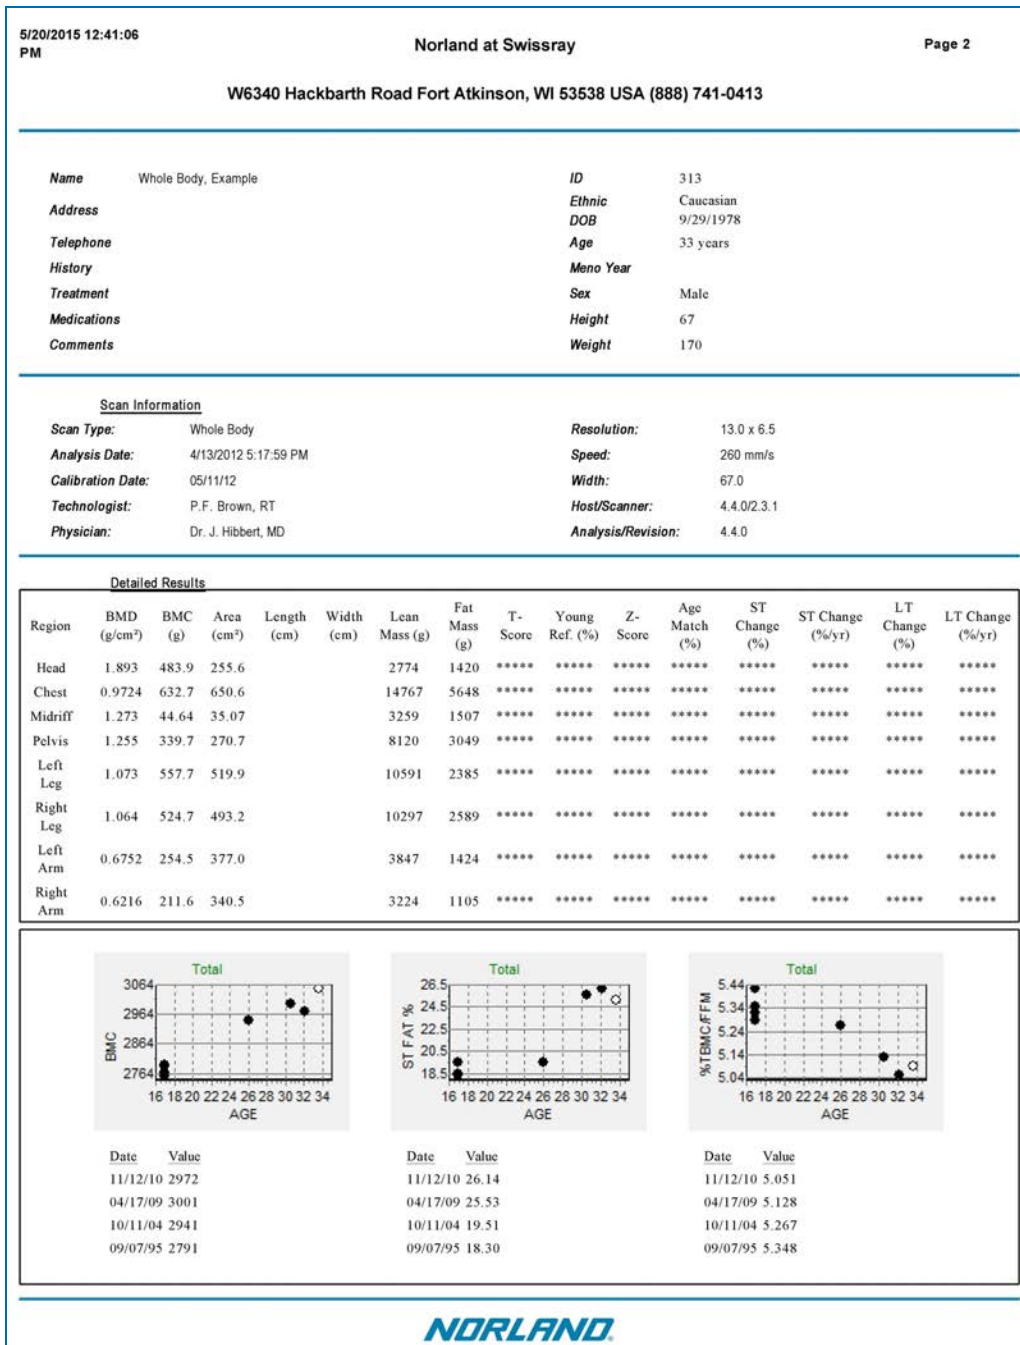 5/20/2015 12:41:06 PM
Norland at Swissray
Page 2
W6340 Hackbarth Road Fort Atkinson, WI 53538 USA (888) 741-0413
Name Whole Body, Example ID 313
Address Ethnic Caucasian
DOB 9/29/1978
Telephone Age 33 years
History Meno Year
Treatment Sex Male
Medications Height 67
Comments Weight 170
Scan Information
Scan Type: Whole Body Resolution: 13.0 x 6.5
Analysis Date: 4/13/2012 5:17:59 PM Speed: 260 mm/s
Calibration Date: 05/11/12 Width: 67.0
Technologist: P.F. Brown, RT Host/Scanner: 4.4.0/2.3.1
Physician: Dr. J. Hibbert, MD Analysis/Revision: 4.4.0
Detailed Results
Region BMD (g/cm²) BMC (g) Area (cm²) Length (cm) Width (cm) Lean Mass (g) Fat Mass (g) T-Score Young Ref. (%) Z-Score Age Match (%) ST Change (%) ST Change (%/yr) LT Change (%) LT Change (%/yr)
Head 1.893 483.9 255.6 2774 1420 ***** ***** ***** ***** ***** ***** ***** *****
Chest 0.9724 632.7 650.6 14767 5648 ***** ***** ***** ***** ***** ***** ***** *****
Midriff 1.273 44.64 35.07 3259 1507 ***** ***** ***** ***** ***** ***** ***** *****
Pelvis 1.255 339.7 270.7 8120 3049 ***** ***** ***** ***** ***** ***** ***** *****
Left Leg 1.073 557.7 519.9 10591 2385 ***** ***** ***** ***** ***** ***** ***** *****
Right Leg 1.064 524.7 493.2 10297 2589 ***** ***** ***** ***** ***** ***** ***** *****
Left Arm 0.6752 254.5 377.0 3847 1424 ***** ***** ***** ***** ***** ***** ***** *****
Right Arm 0.6216 211.6 340.5 3224 1105 ***** ***** ***** ***** ***** ***** ***** *****
Total
BMC
3064
2964
2864
2764
16 18 20 22 24 26 28 30 32 34
AGE
Date Value
11/12/10 2972
04/17/09 3001
10/11/04 2941
09/07/95 2791
Total
ST FAT %
26.5
24.5
22.5
20.5
18.5
16 18 20 22 24 26 28 30 32 34
AGE
Date Value
11/12/10 26.14
04/17/09 25.53
10/11/04 19.51
09/07/95 18.30
Total
%TBMC/FFM
5.44
5.34
5.24
5.14
5.04
16 18 20 22 24 26 28 30 32 34
AGE
Date Value
11/12/10 5.051
04/17/09 5.128
10/11/04 5.267
09/07/95 5.348
NORLAND.